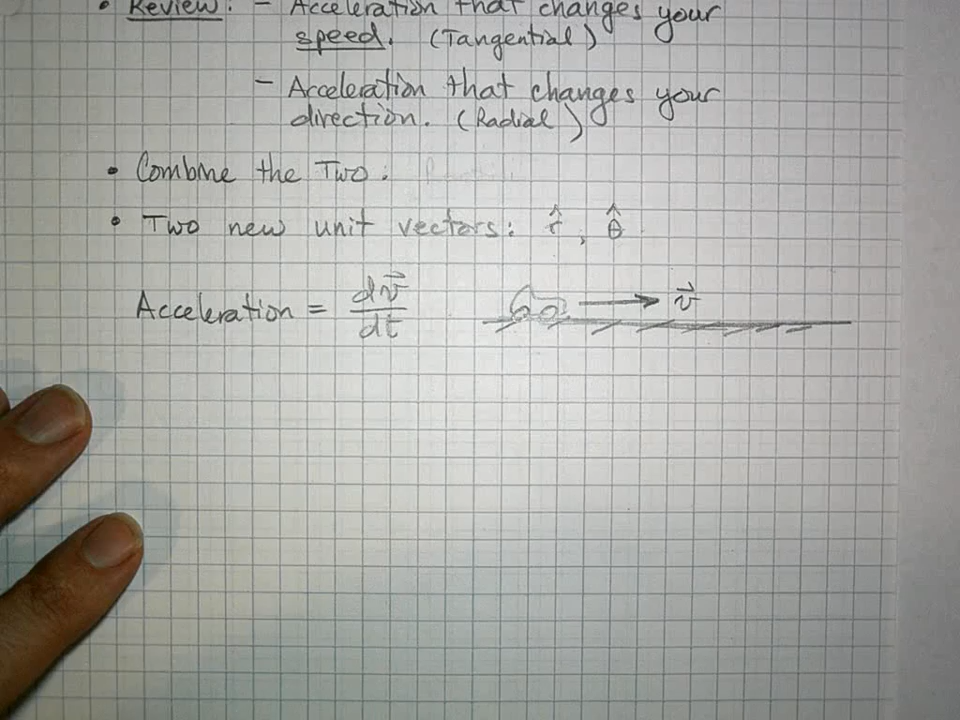 • Review: - Acceleration that changes your
speed. (Tangential)
- Acceleration that changes your
direction. (Radial)
• Combine the Two:
• Two new unit vectors: r̂, θ̂
Acceleration = dv⃗/dt v⃗